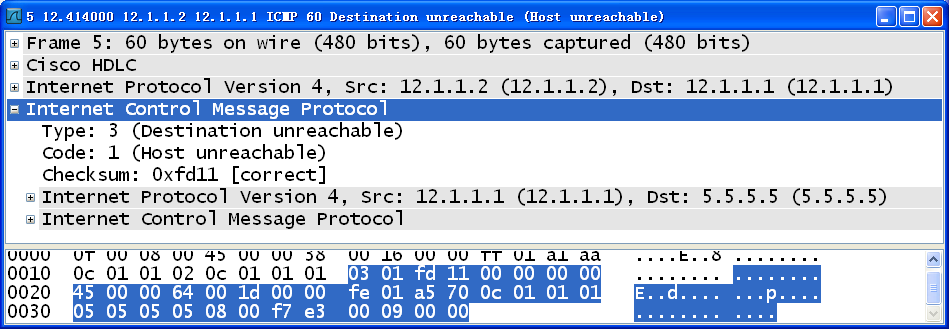 5 12.414000 12.1.1.2 12.1.1.1 ICMP 60 Destination unreachable (Host unreachable)
Frame 5: 60 bytes on wire (480 bits), 60 bytes captured (480 bits)
Cisco HDLC
Internet Protocol Version 4, Src: 12.1.1.2 (12.1.1.2), Dst: 12.1.1.1 (12.1.1.1)
Internet Control Message Protocol
Type: 3 (Destination unreachable)
Code: 1 (Host unreachable)
Checksum: 0xfd11 [correct]
Internet Protocol Version 4, Src: 12.1.1.1 (12.1.1.1), Dst: 5.5.5.5 (5.5.5.5)
Internet Control Message Protocol
0000 0f 00 08 00 45 00 00 38 00 16 00 00 ff 01 a1 aa ....E..8 ........
0010 0c 01 01 02 0c 01 01 01 03 01 fd 11 00 00 00 00 ........ ........
0020 45 00 00 64 00 1d 00 00 fe 01 a5 70 0c 01 01 01 E..d.... ...p....
0030 05 05 05 05 08 00 f7 e3 00 09 00 00 ........ ....